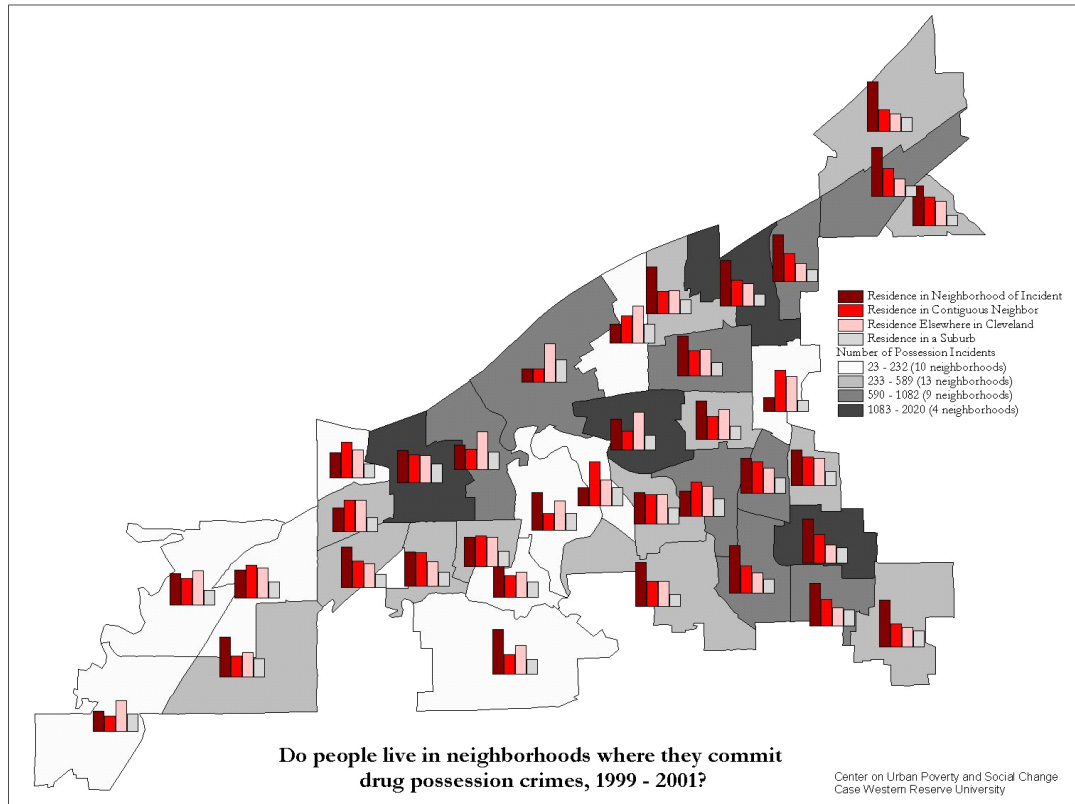 Residence in Neighborhood of Incident
Residence in Contiguous Neighbor
Residence Elsewhere in Cleveland
Residence in a Suburb
Number of Possession Incidents
23 - 232 (10 neighborhoods)
233 - 589 (13 neighborhoods)
590 - 1082 (9 neighborhoods)
1083 - 2020 (4 neighborhoods)
Do people live in neighborhoods where they commit
drug possession crimes, 1999 - 2001?
Center on Urban Poverty and Social Change
Case Western Reserve University